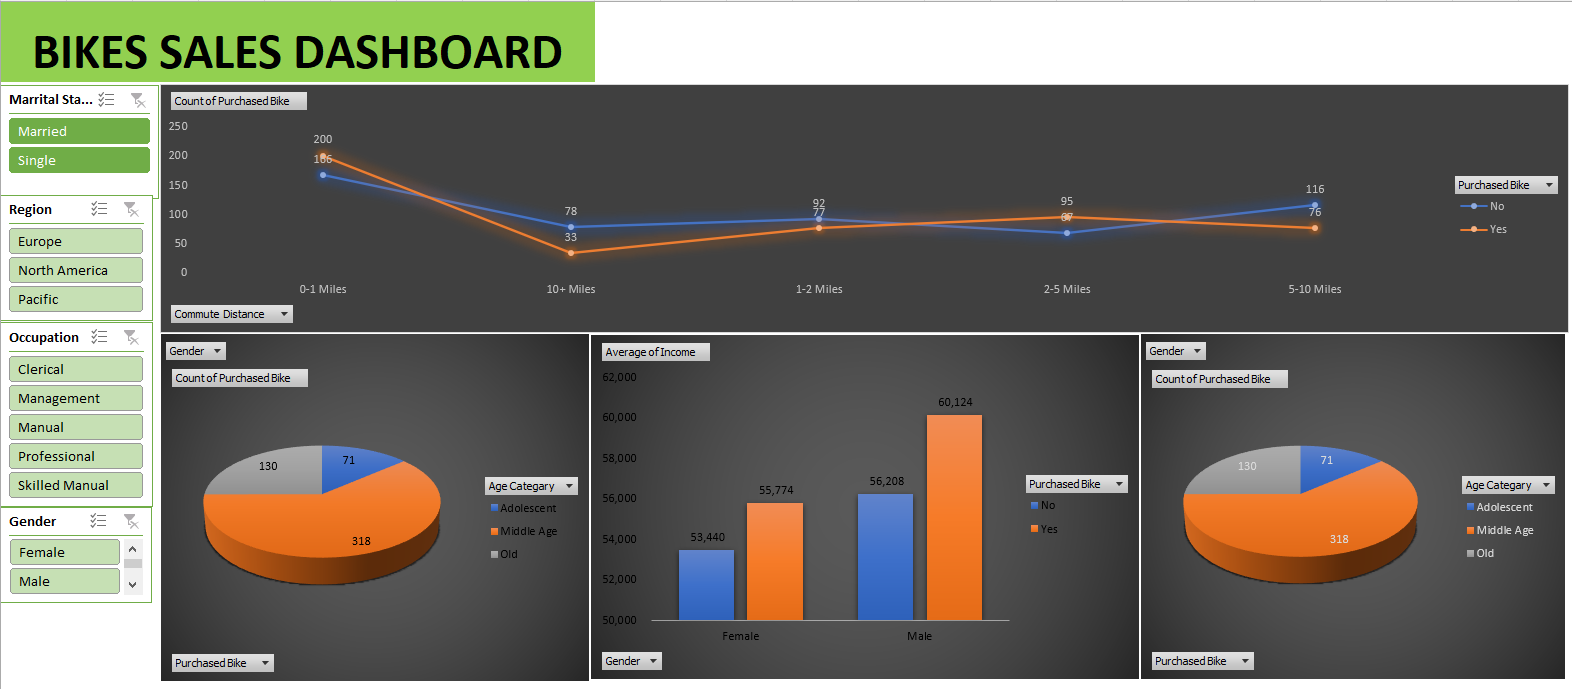 BIKES SALES DASHBOARD
Marrital Sta...
Married
Single
Region
Europe
North America
Pacific
Occupation
Clerical
Management
Manual
Professional
Skilled Manual
Gender
Female
Male
Count of Purchased Bike
250
200
150
100
50
0
200
166
78
33
92
77
95
67
116
76
0-1 Miles
10+ Miles
1-2 Miles
2-5 Miles
5-10 Miles
Purchased Bike
No
Yes
Commute Distance
Gender
Count of Purchased Bike
130
71
318
Age Categary
Adolescent
Middle Age
Old
Purchased Bike
Average of Income
62,000
60,000
58,000
56,000
54,000
52,000
50,000
53,440
55,774
56,208
60,124
Female
Male
Purchased Bike
No
Yes
Gender
Gender
Count of Purchased Bike
130
71
318
Age Categary
Adolescent
Middle Age
Old
Purchased Bike